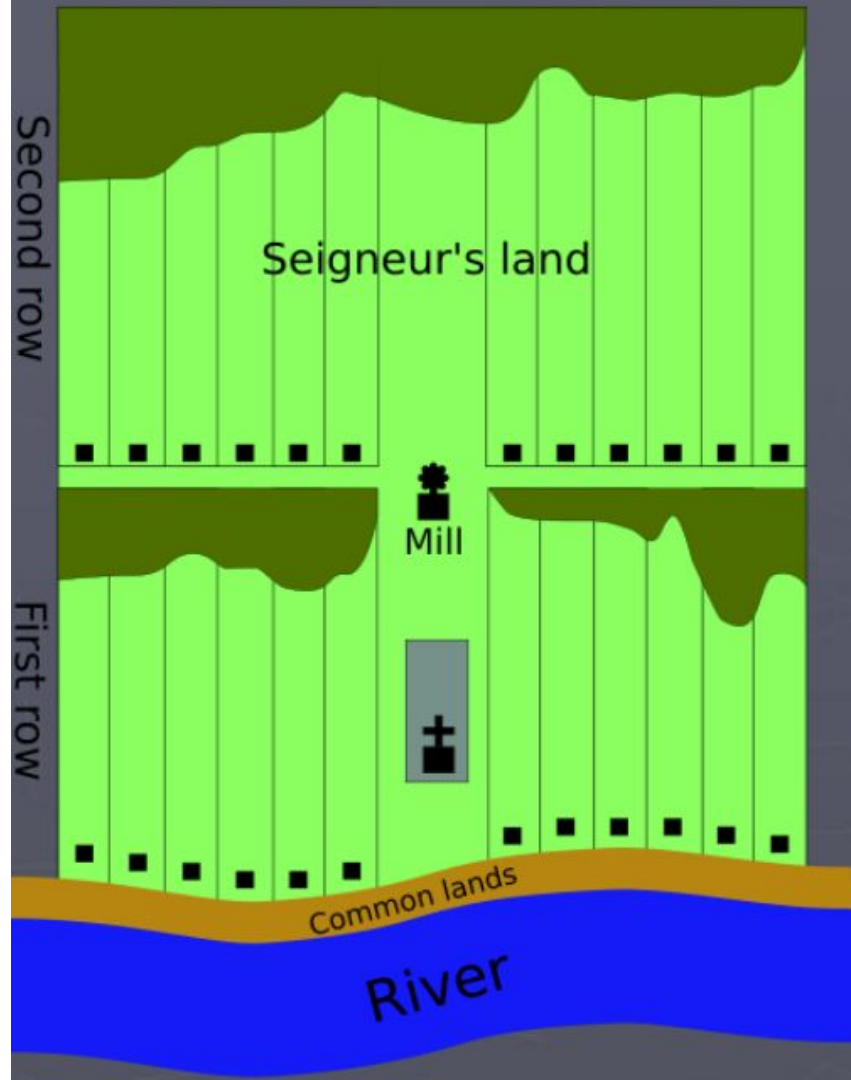 Second row
Seigneur's land
Mill
First row
Common lands
River